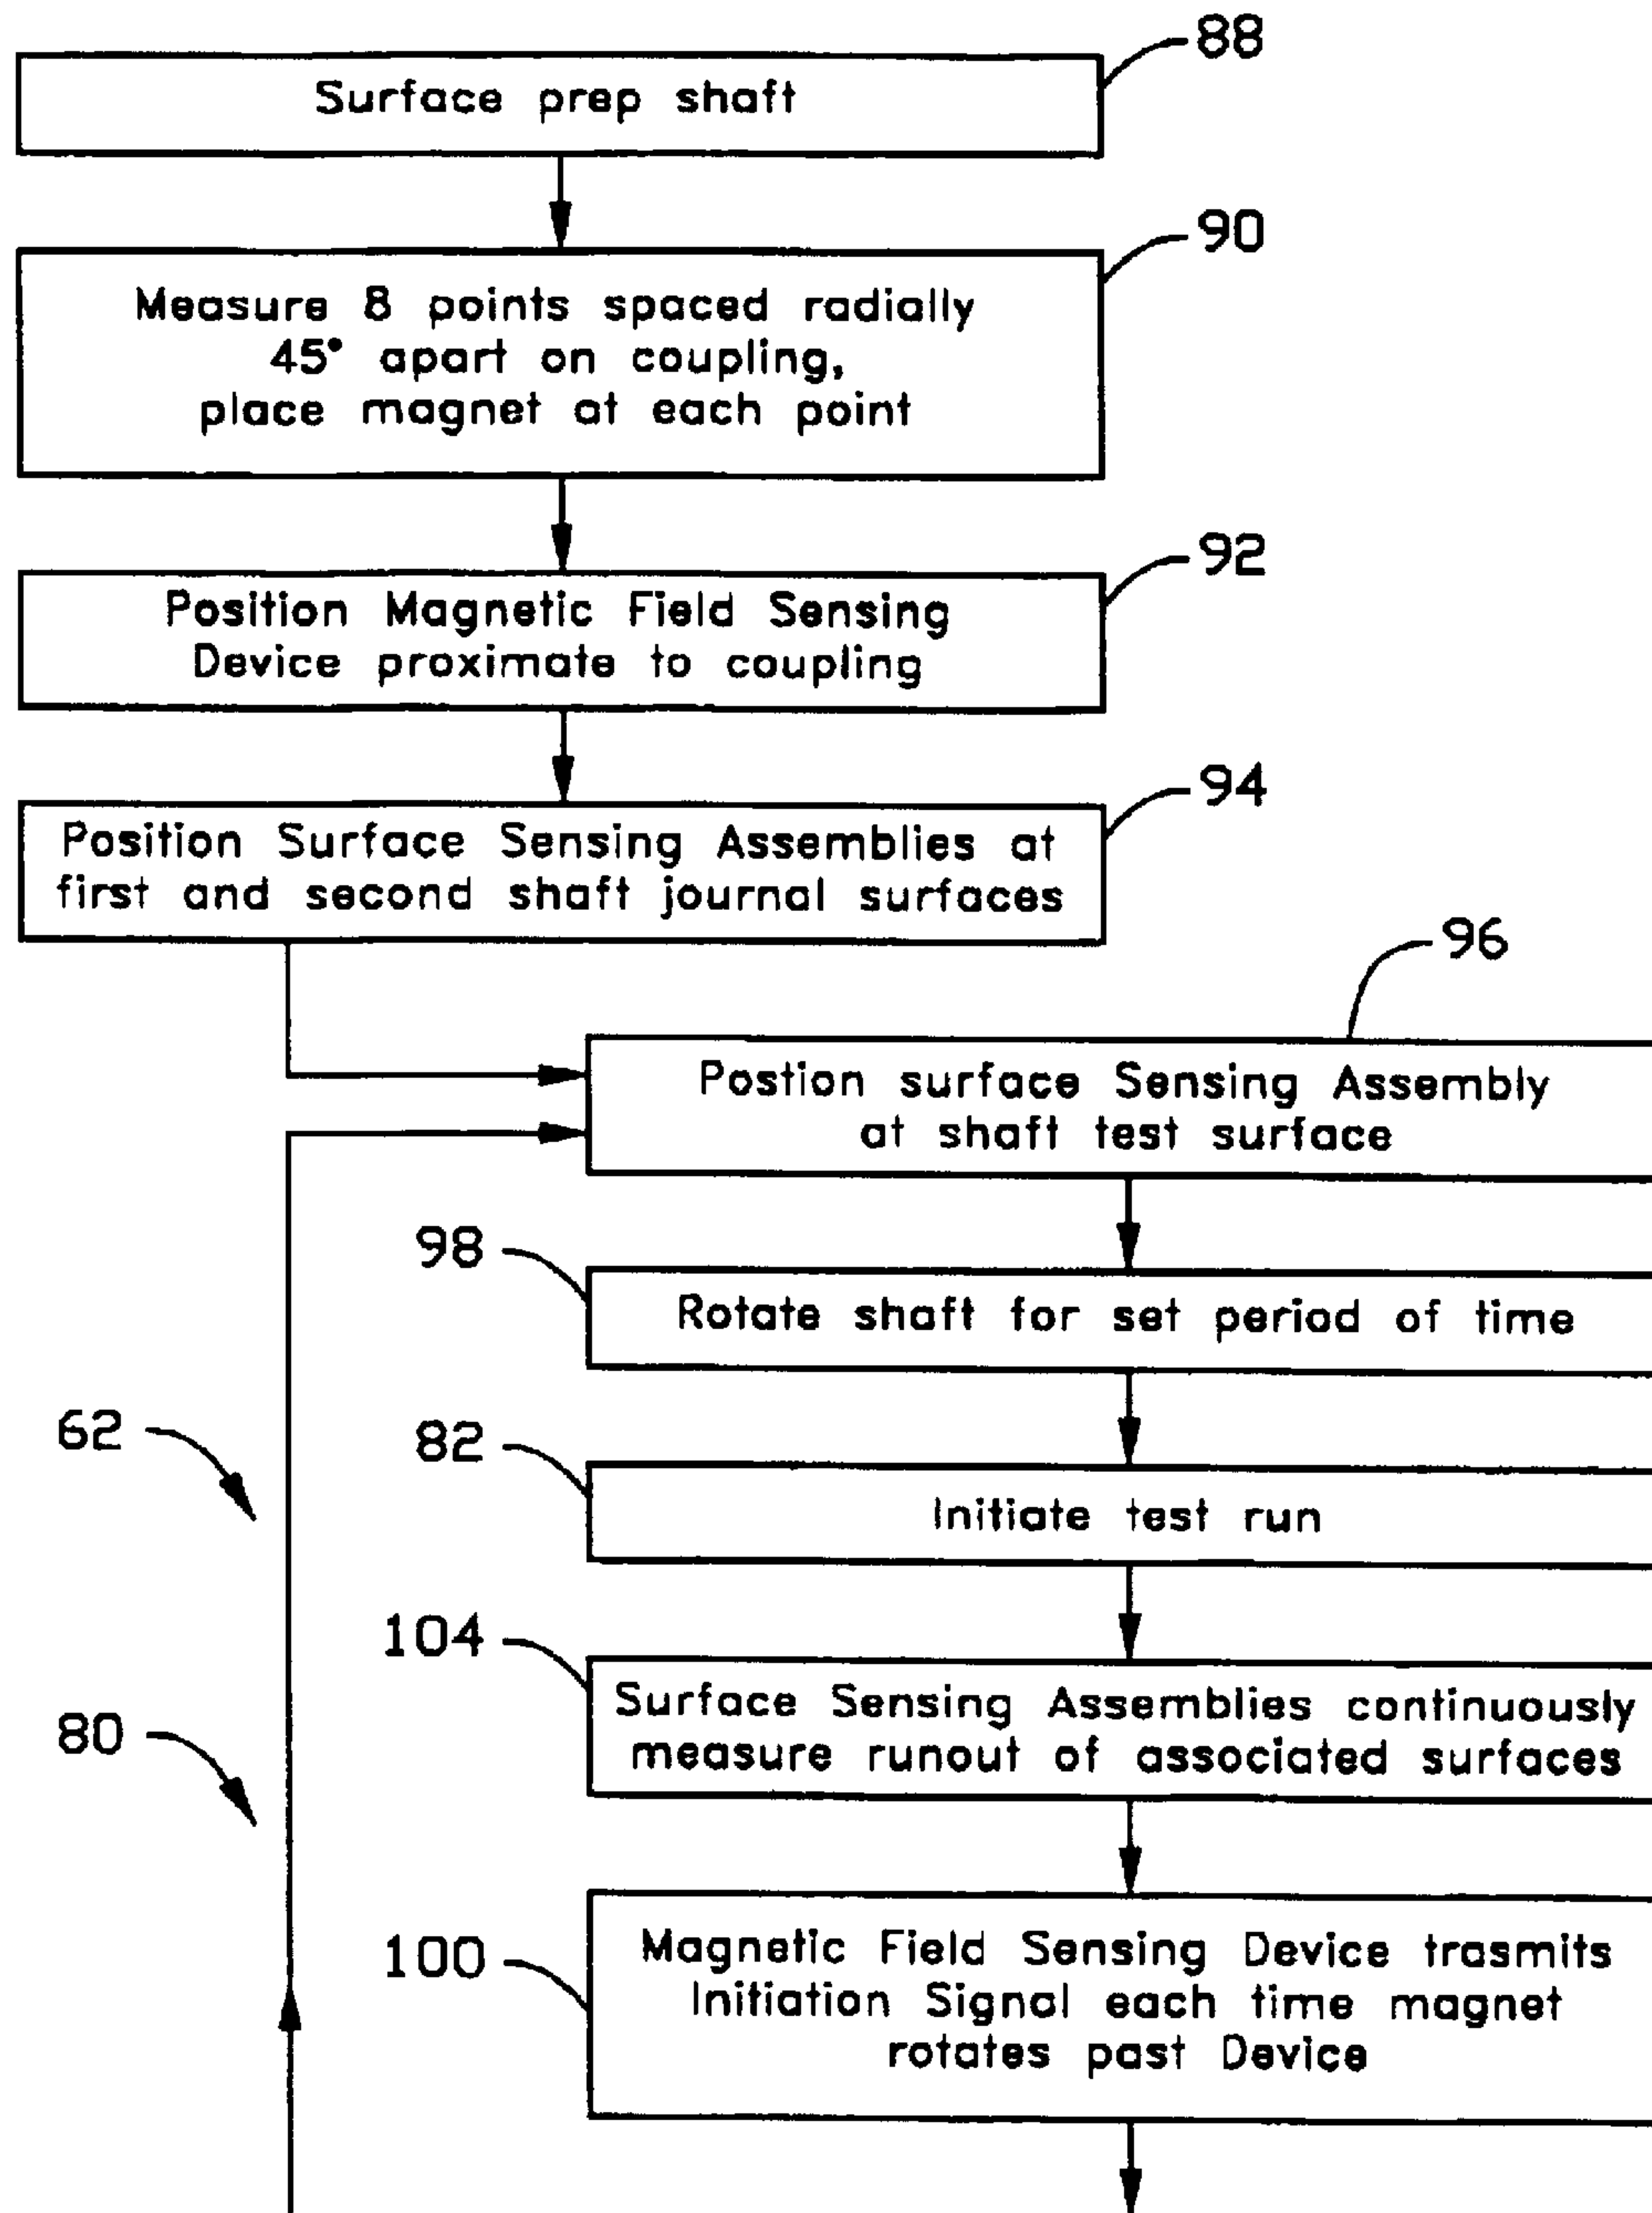 88
Surface prep shaft
90
Measure 8 points spaced radially
45° apart on coupling,
place magnet at each point
92
Position Magnetic Field Sensing
Device proximate to coupling
94
Position Surface Sensing Assemblies at
first and second shaft journal surfaces
96
Postion surface Sensing Assembly
at shaft test surface
98
Rotate shaft for set period of time
62
82
Initiate test run
104
Surface Sensing Assemblies continuously
measure runout of associated surfaces
80
100
Magnetic Field Sensing Device trasmits
Initiation Signal each time magnet
rotates past Device